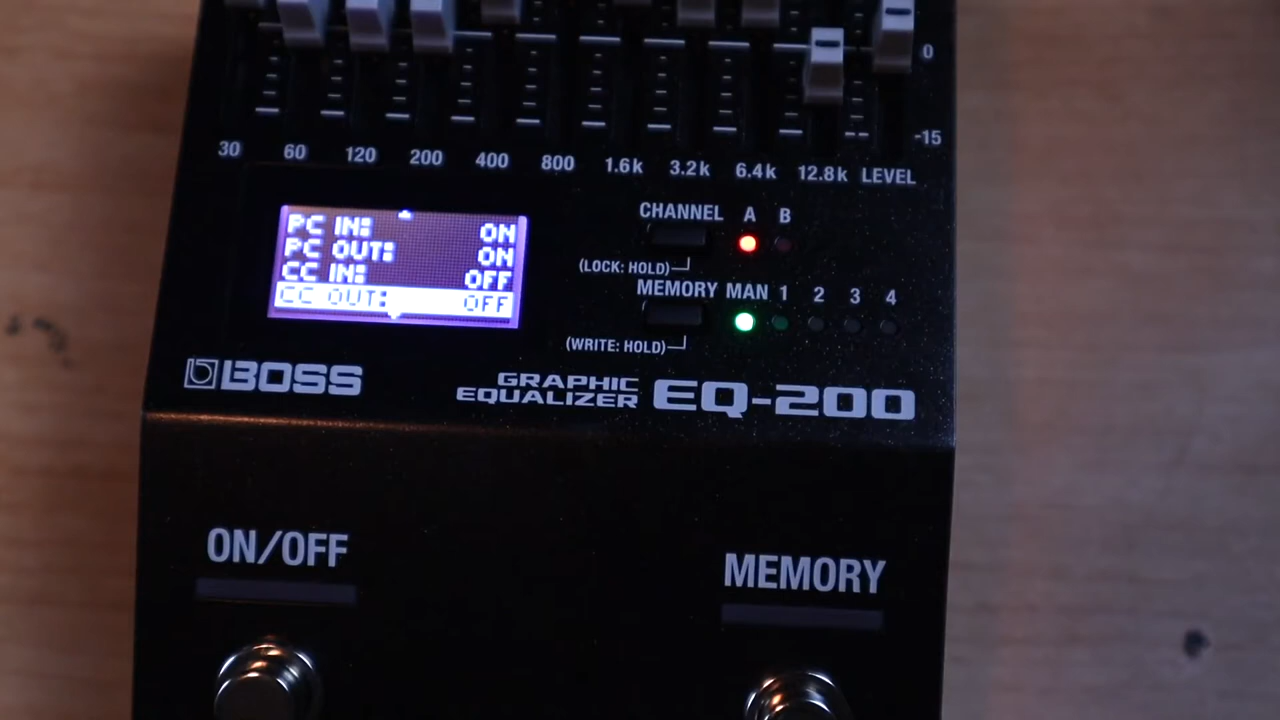 0
-15
30 60 120 200 400 800 1.6k 3.2k 6.4k 12.8k LEVEL
PC IN: ON
PC OUT: ON
CC IN: OFF
CC OUT: OFF
CHANNEL A B
(LOCK: HOLD)
MEMORY MAN 1 2 3 4
(WRITE: HOLD)
BOSS
GRAPHIC
EQUALIZER EQ-200
ON/OFF
MEMORY